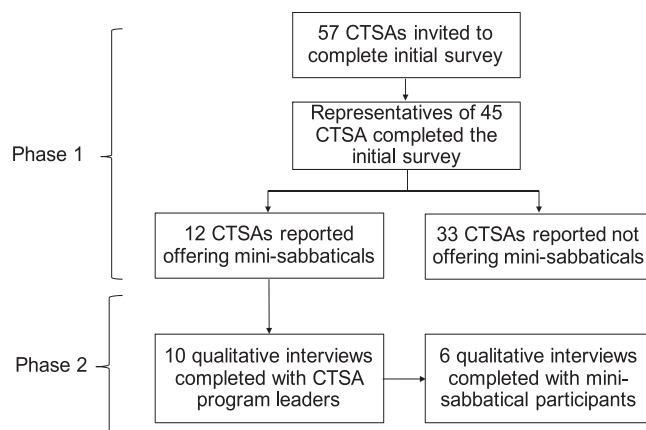 57 CTSAs invited to
complete initial survey
Representatives of 45
CTSA completed the
initial survey
Phase 1
12 CTSAs reported
offering mini-sabbaticals
33 CTSAs reported not
offering mini-sabbaticals
Phase 2
10 qualitative interviews
completed with CTSA
program leaders
6 qualitative interviews
completed with mini-
sabbatical participants